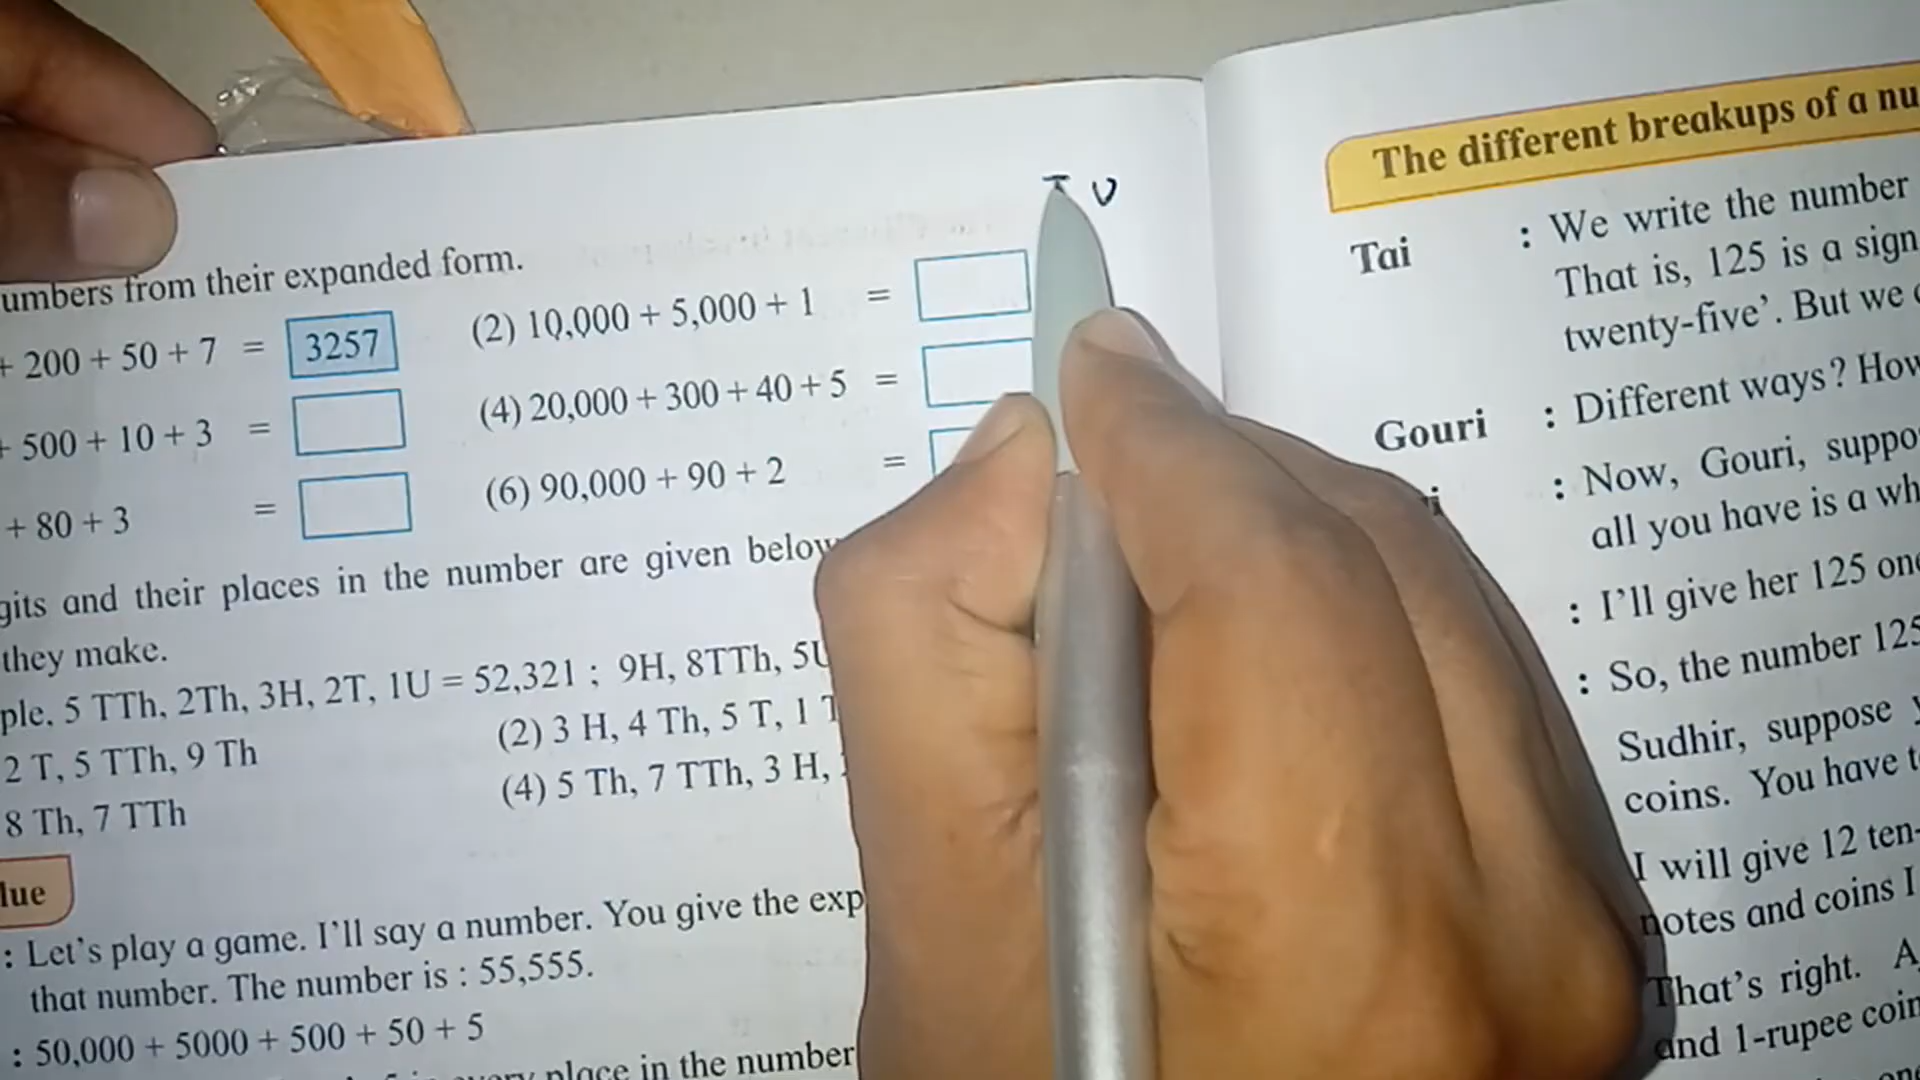 T U
umbers from their expanded form.
+ 200 + 50 + 7 = 3257
(2) 10,000 + 5,000 + 1 =
+ 500 + 10 + 3 =
(4) 20,000 + 300 + 40 + 5 =
+ 80 + 3 =
(6) 90,000 + 90 + 2 =
gits and their places in the number are given below
they make.
ple. 5 TTh, 2Th, 3H, 2T, 1U = 52,321 ; 9H, 8TTh, 5U
2 T, 5 TTh, 9 Th
(2) 3 H, 4 Th, 5 T, 1 T
8 Th, 7 TTh
(4) 5 Th, 7 TTh, 3 H,
lue
: Let's play a game. I'll say a number. You give the exp
that number. The number is : 55,555.
: 50,000 + 5000 + 500 + 50 + 5
place in the number
The different breakups of a nu
Tai : We write the number
That is, 125 is a sign
twenty-five'. But we
Gouri : Different ways? How
: Now, Gouri, suppo
all you have is a wh
: I'll give her 125 one
: So, the number 125
Sudhir, suppose y
coins. You have t
I will give 12 ten-
notes and coins I
That's right. A
and 1-rupee coin